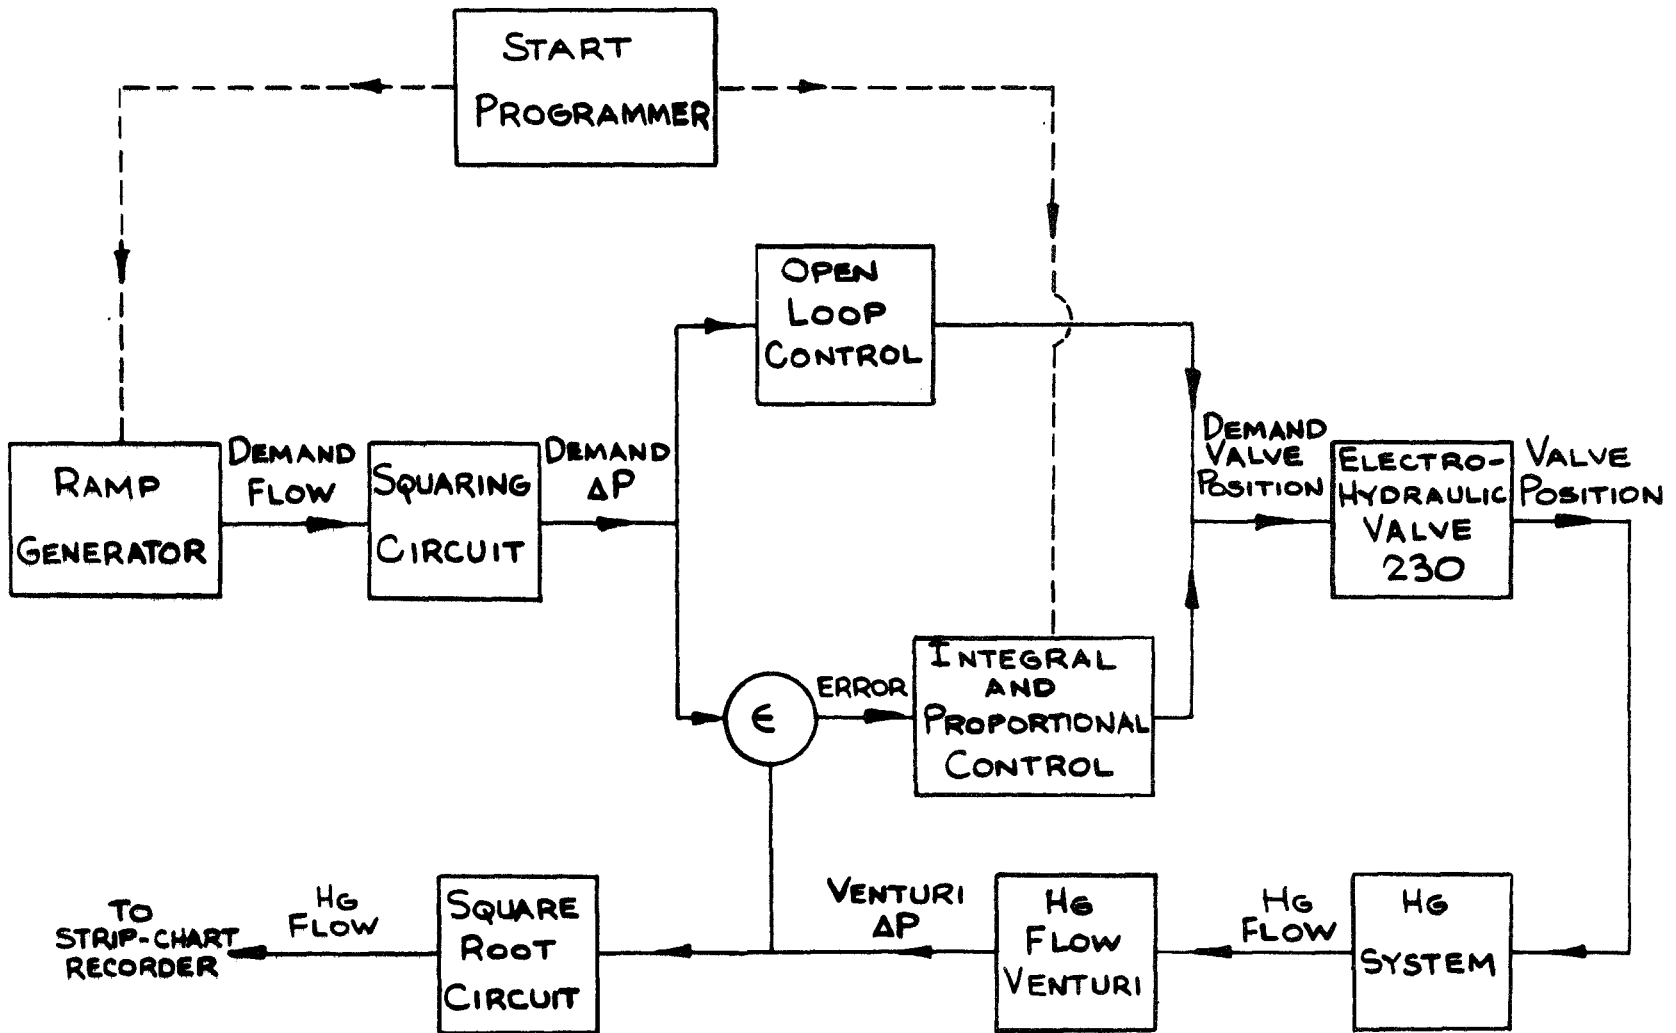 START
PROGRAMMER
OPEN
LOOP
CONTROL
RAMP
GENERATOR
DEMAND
FLOW
SQUARING
CIRCUIT
DEMAND
ΔP
DEMAND
VALVE
POSITION
ELECTRO-
HYDRAULIC
VALVE
230
VALVE
POSITION
ϵ
ERROR
INTEGRAL
AND
PROPORTIONAL
CONTROL
TO
STRIP-CHART
RECORDER
HG
FLOW
SQUARE
ROOT
CIRCUIT
VENTURI
ΔP
HG
FLOW
VENTURI
HG
FLOW
HG
SYSTEM